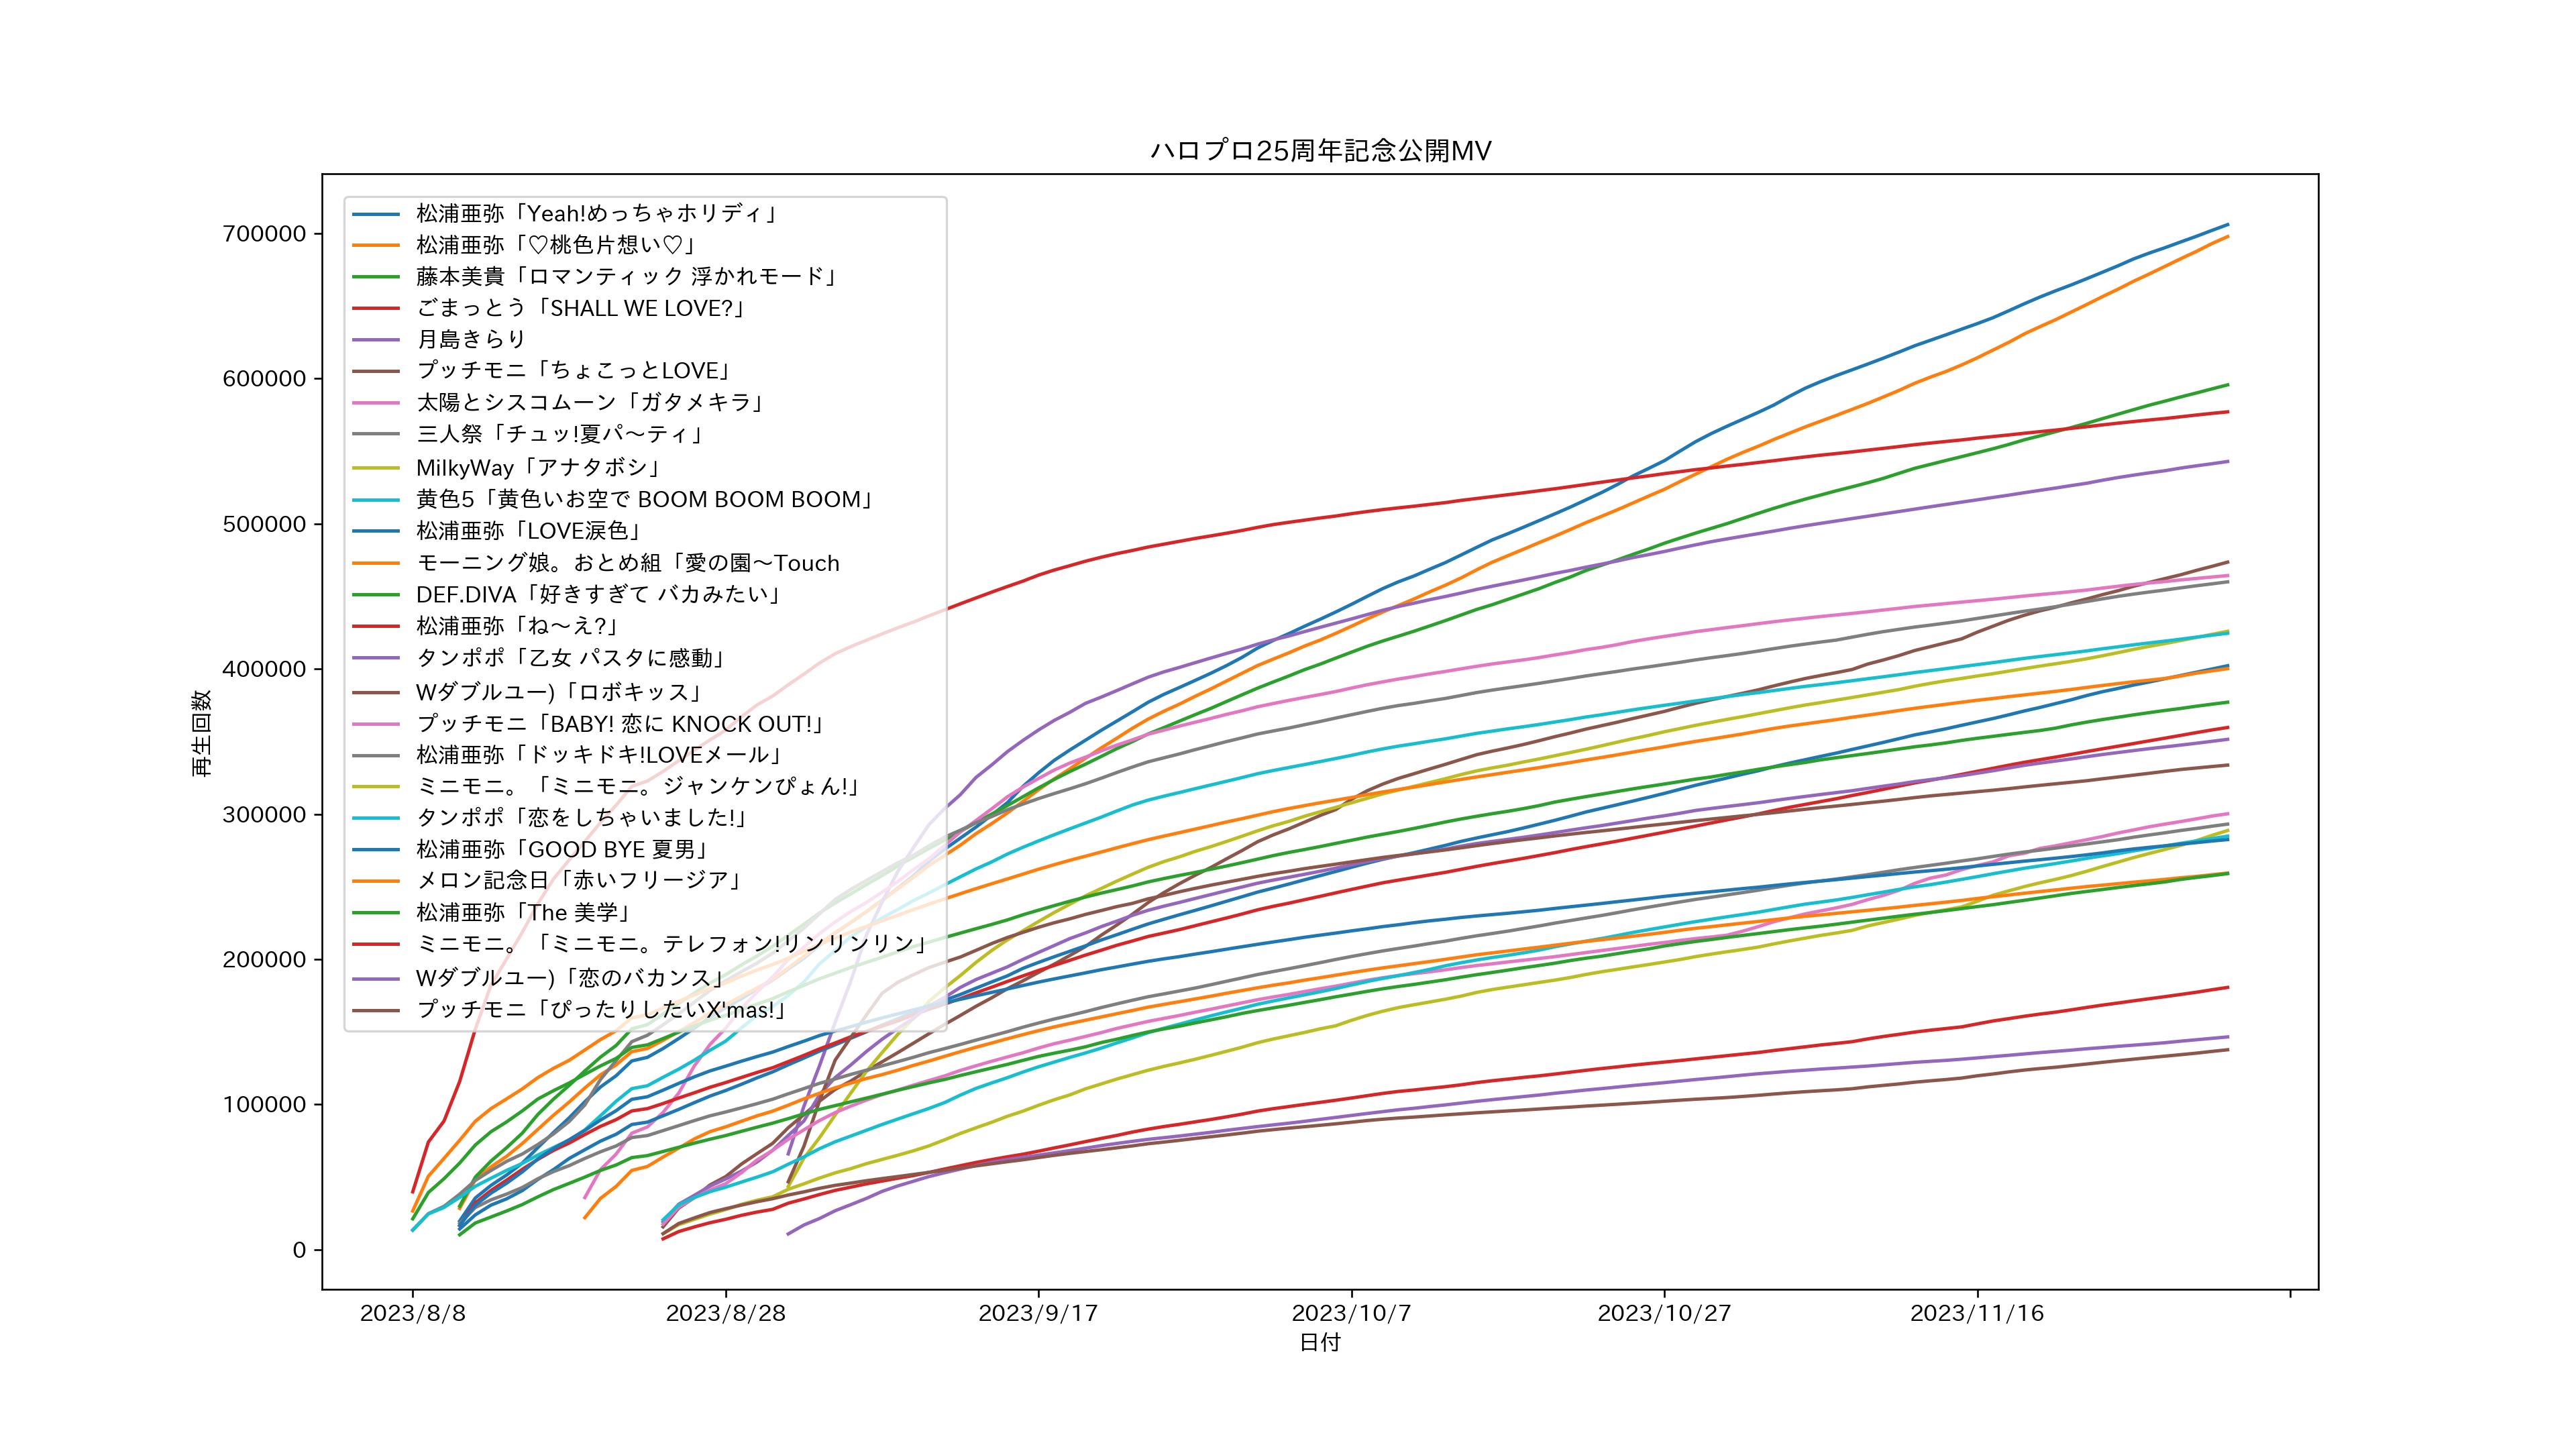 ハロプロ25周年記念公開MV
再生回数
700000
600000
500000
400000
300000
200000
100000
0
松浦亜弥「Yeah!めっちゃホリディ」
松浦亜弥「♡桃色片想い♡」
藤本美貴「ロマンティック 浮かれモード」
ごまっとう「SHALL WE LOVE?」
月島きらり
プッチモニ「ちょこっとLOVE」
太陽とシスコムーン「ガタメキラ」
三人祭「チュッ!夏パ〜ティ」
MilkyWay「アナタボシ」
黄色5「黄色いお空で BOOM BOOM BOOM」
松浦亜弥「LOVE涙色」
モーニング娘。おとめ組「愛の園〜Touch
DEF.DIVA「好きすぎて バカみたい」
松浦亜弥「ね〜え?」
タンポポ「乙女 パスタに感動」
Wダブルユー)「ロボキッス」
プッチモニ「BABY! 恋に KNOCK OUT!」
松浦亜弥「ドッキドキ!LOVEメール」
ミニモニ。「ミニモニ。ジャンケンぴょん!」
タンポポ「恋をしちゃいました!」
松浦亜弥「GOOD BYE 夏男」
メロン記念日「赤いフリージア」
松浦亜弥「The 美学」
ミニモニ。「ミニモニ。テレフォン!リンリンリン」
Wダブルユー)「恋のバカンス」
プッチモニ「ぴったりしたいX'mas!」
2023/8/8
2023/8/28
2023/9/17
2023/10/7
2023/10/27
2023/11/16
日付